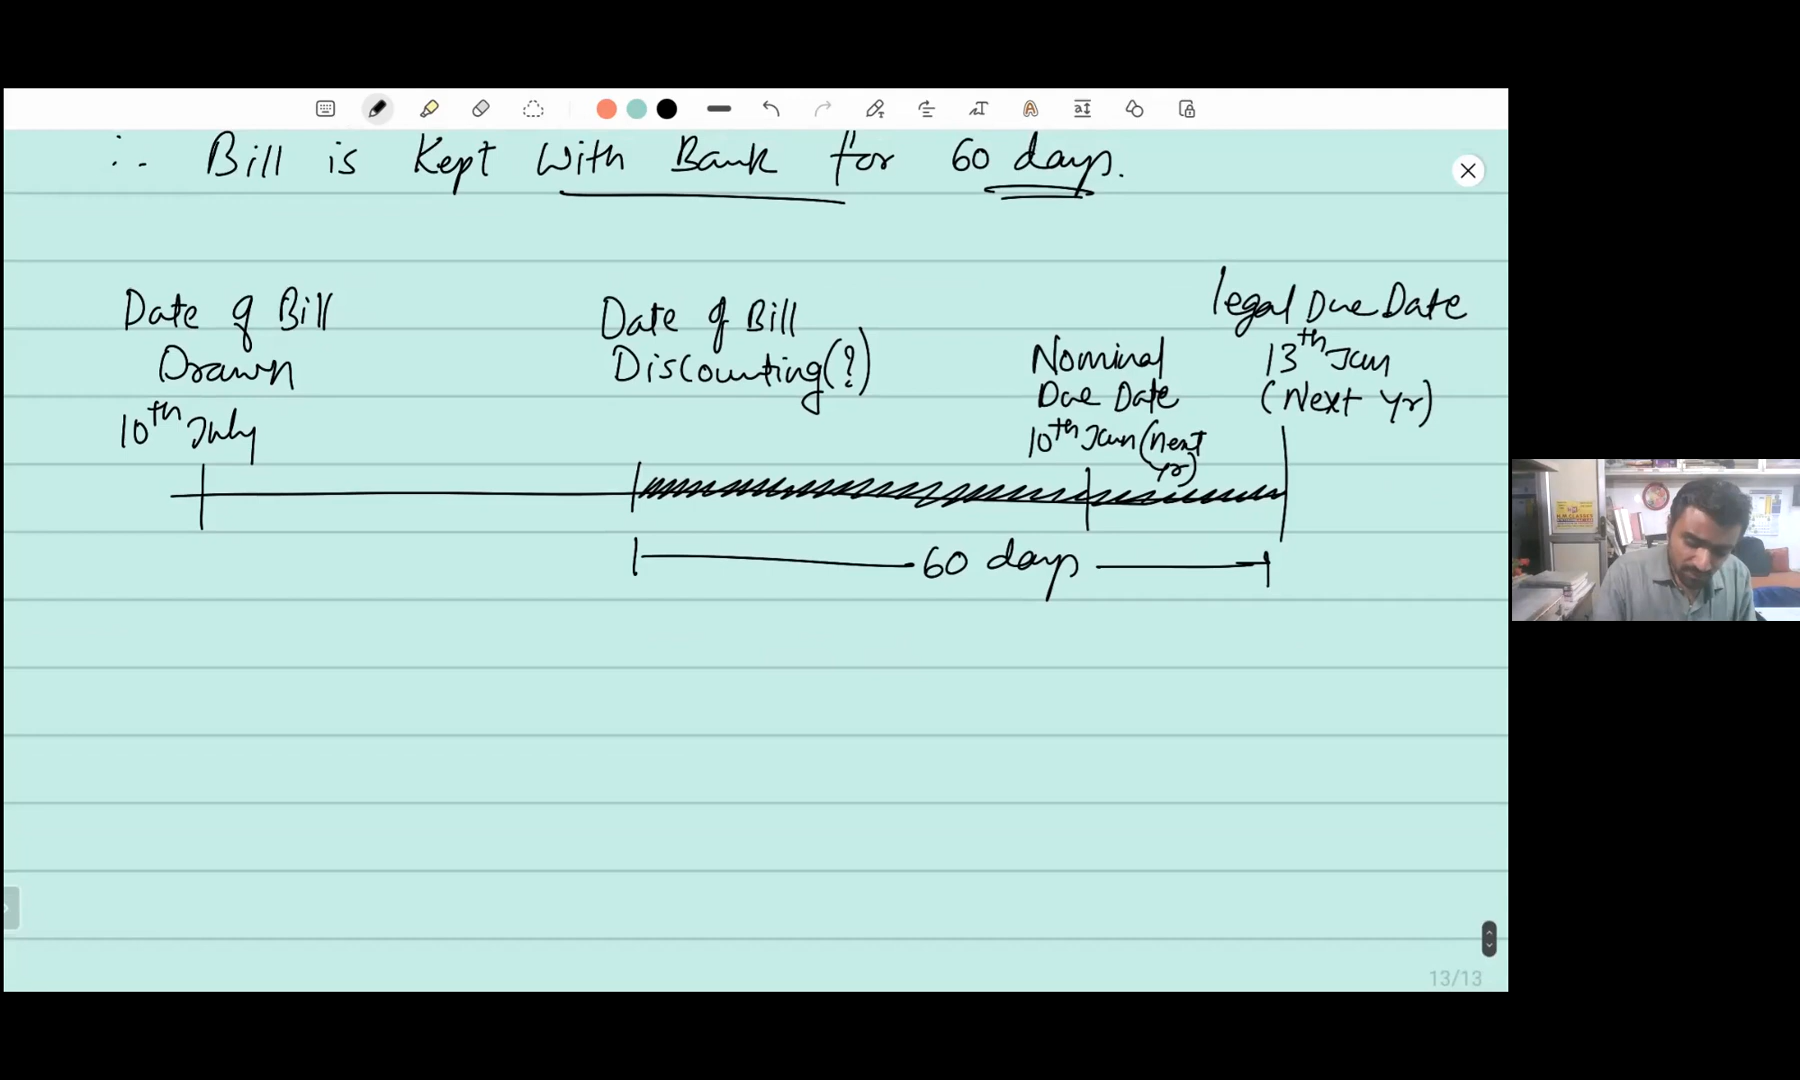 ∴ Bill is Kept With Bank for 60 days.
Date of Bill
Drawn
10th July
Date of Bill
Discounting(?)
Nominal
Due Date
10th Jan (next
yr)
legal Due Date
13th Jan
(Next Yr)
60 days
13/13